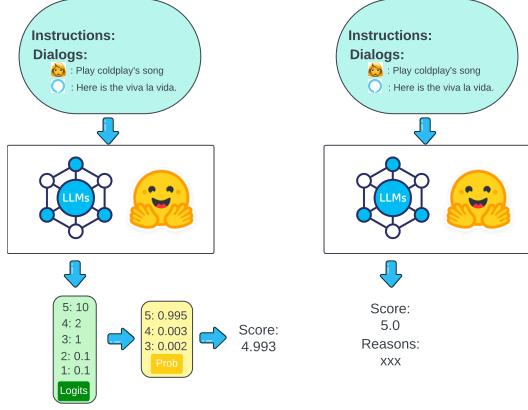 Instructions:
Dialogs:
: Play coldplay's song
: Here is the viva la vida.
LLMs
5: 10
4: 2
3: 1
2: 0.1
1: 0.1
Logits
5: 0.995
4: 0.003
3: 0.002
Prob
Score:
4.993
Instructions:
Dialogs:
: Play coldplay's song
: Here is the viva la vida.
LLMs
Score:
5.0
Reasons:
xxx